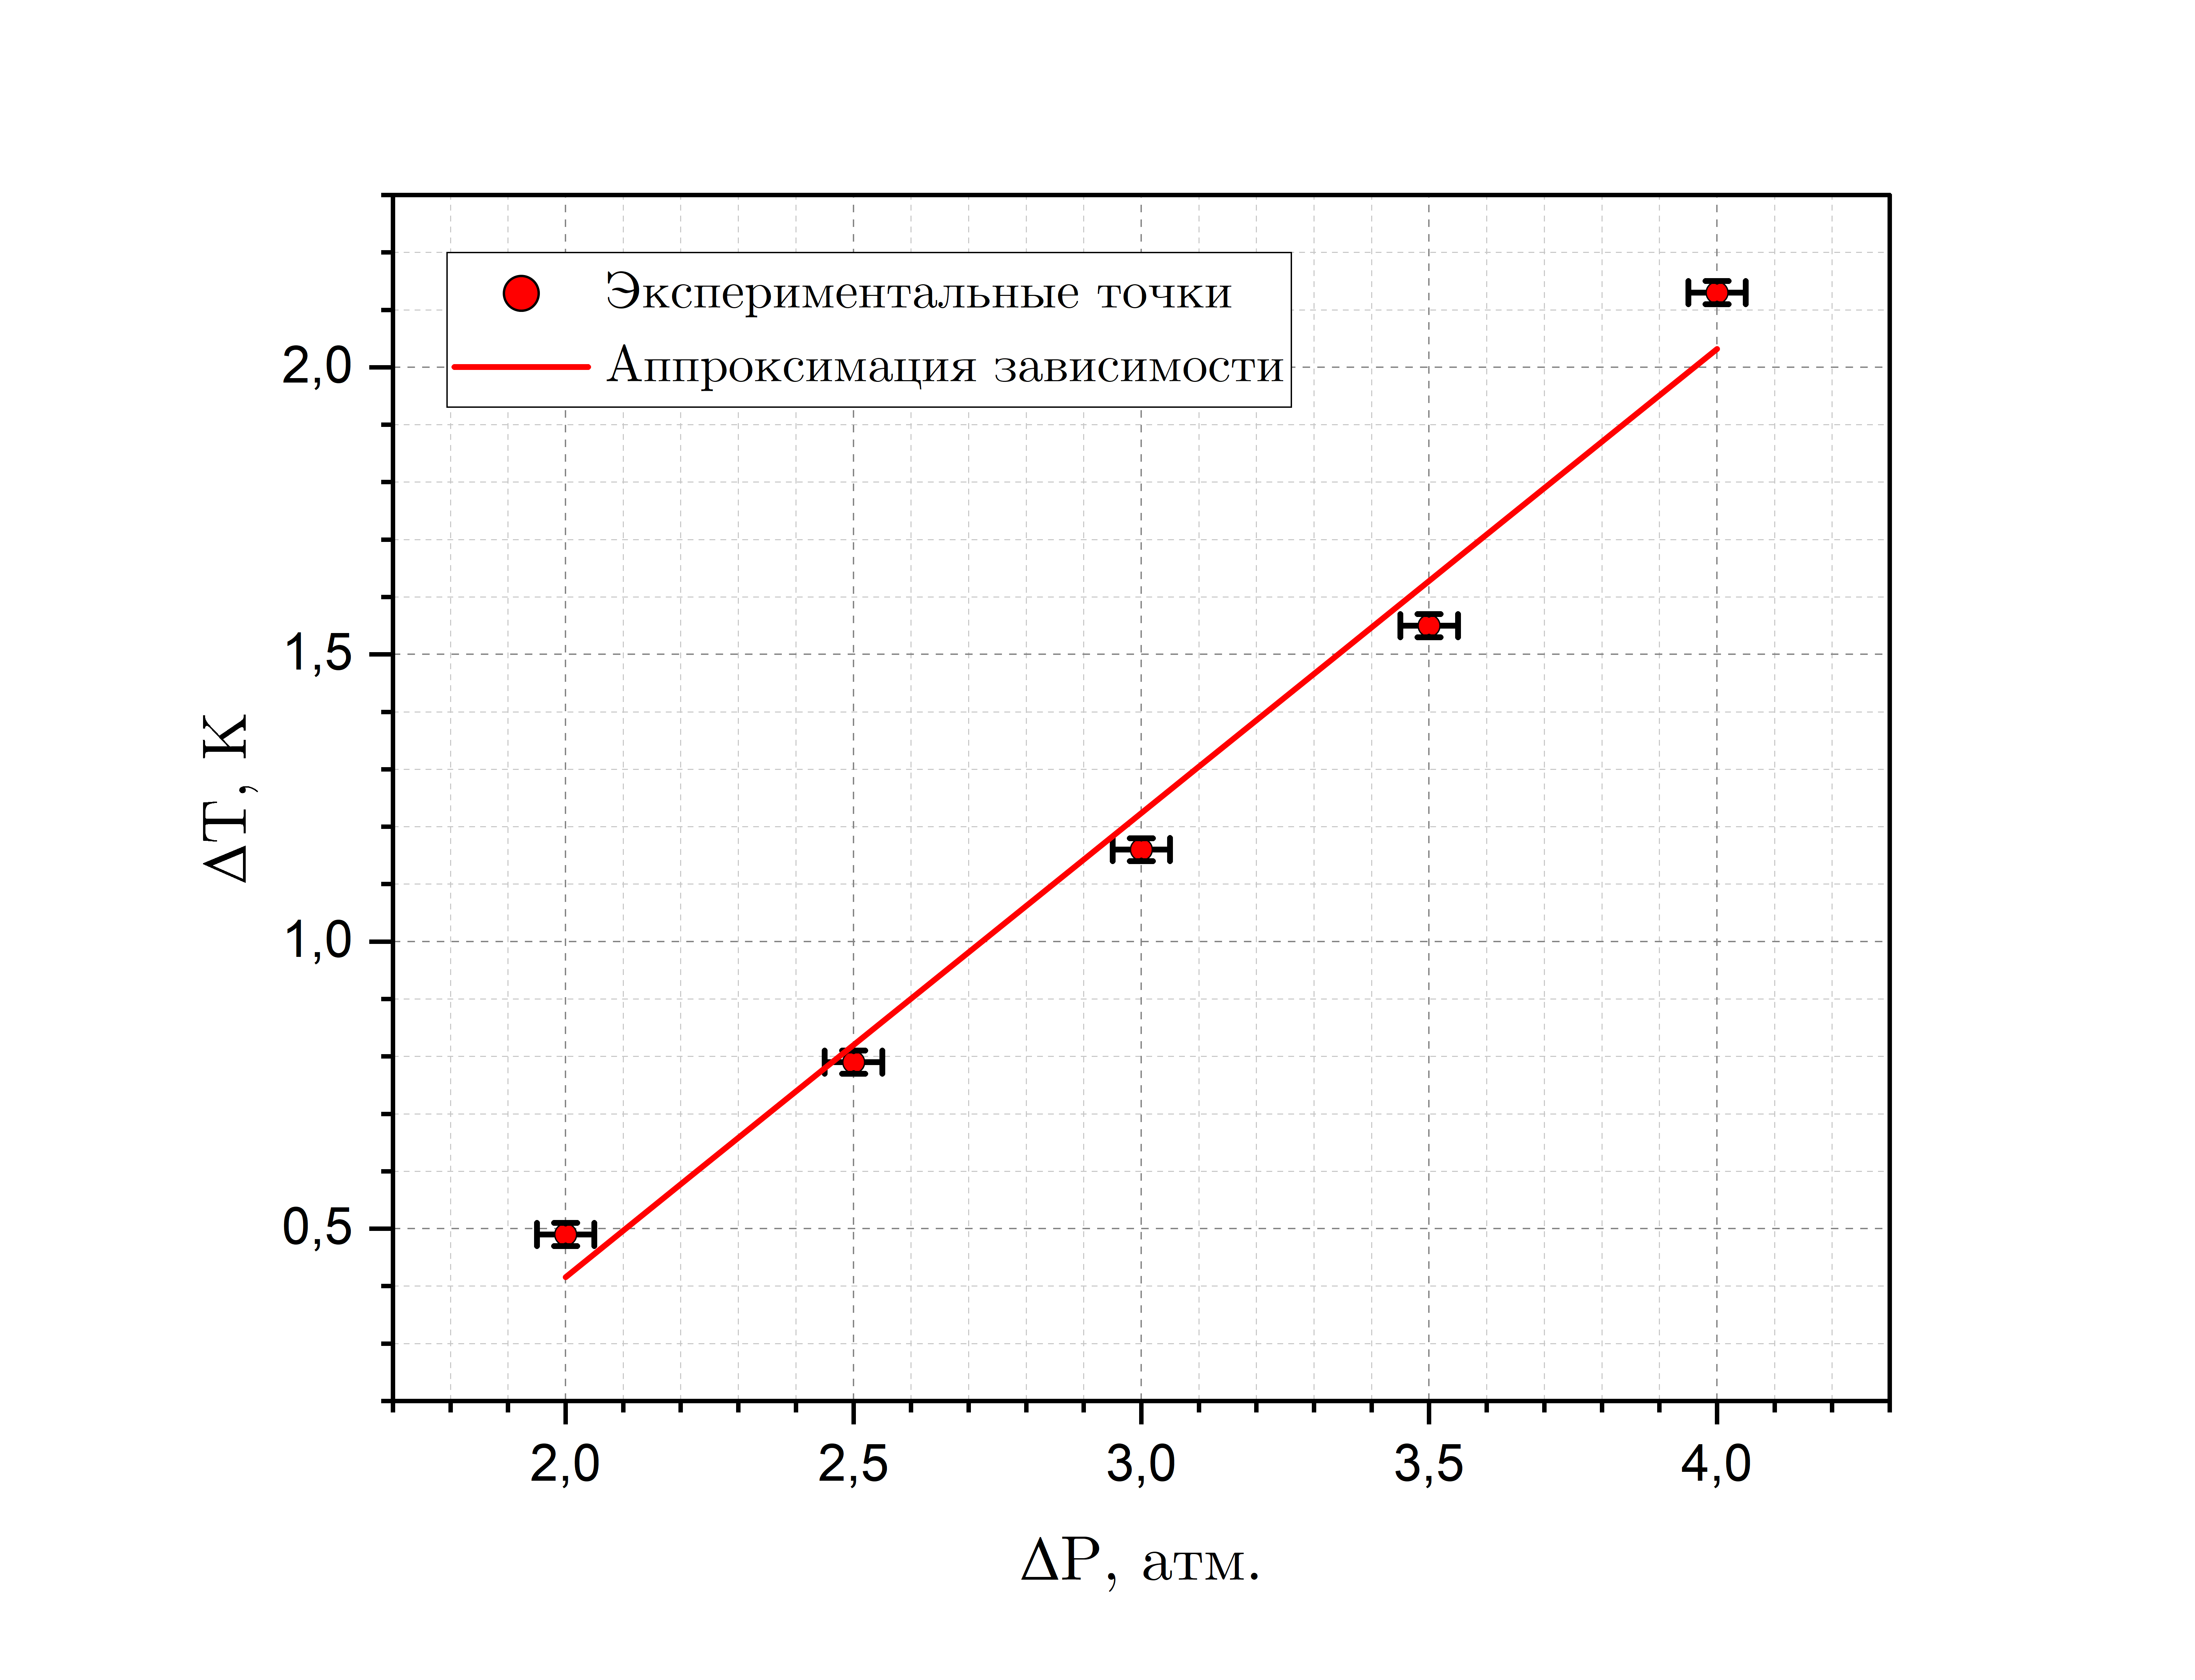 Экспериментальные точки
Аппроксимация зависимости
2,0
1,5
1,0
0,5
ΔT, K
2,0 2,5 3,0 3,5 4,0
ΔP, атм.